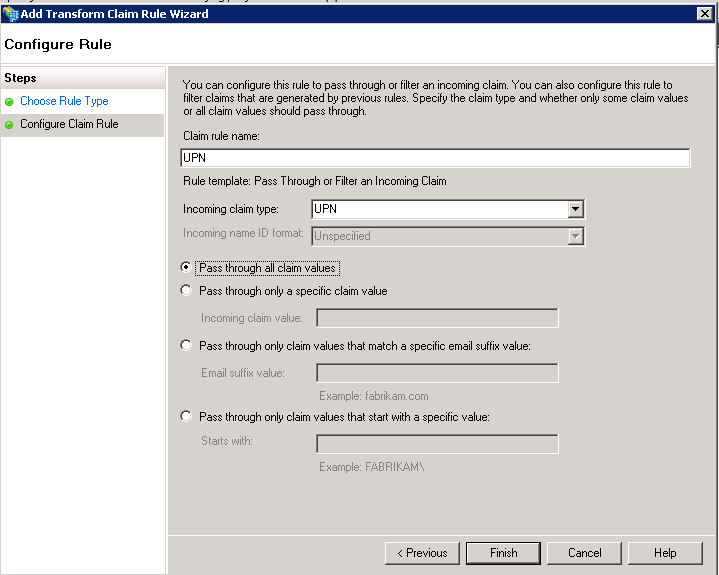 Add Transform Claim Rule Wizard
Configure Rule
Steps
Choose Rule Type
Configure Claim Rule
You can configure this rule to pass through or filter an incoming claim. You can also configure this rule to
filter claims that are generated by previous rules. Specify the claim type and whether only some claim values
or all claim values should pass through.
Claim rule name:
UPN
Rule template: Pass Through or Filter an Incoming Claim
Incoming claim type: UPN
Incoming name ID format: Unspecified
Pass through all claim values
Pass through only a specific claim value
Incoming claim value:
Pass through only claim values that match a specific email suffix value:
Email suffix value:
Example: fabrikam.com
Pass through only claim values that start with a specific value:
Starts with:
Example: FABRIKAM\
< Previous Finish Cancel Help